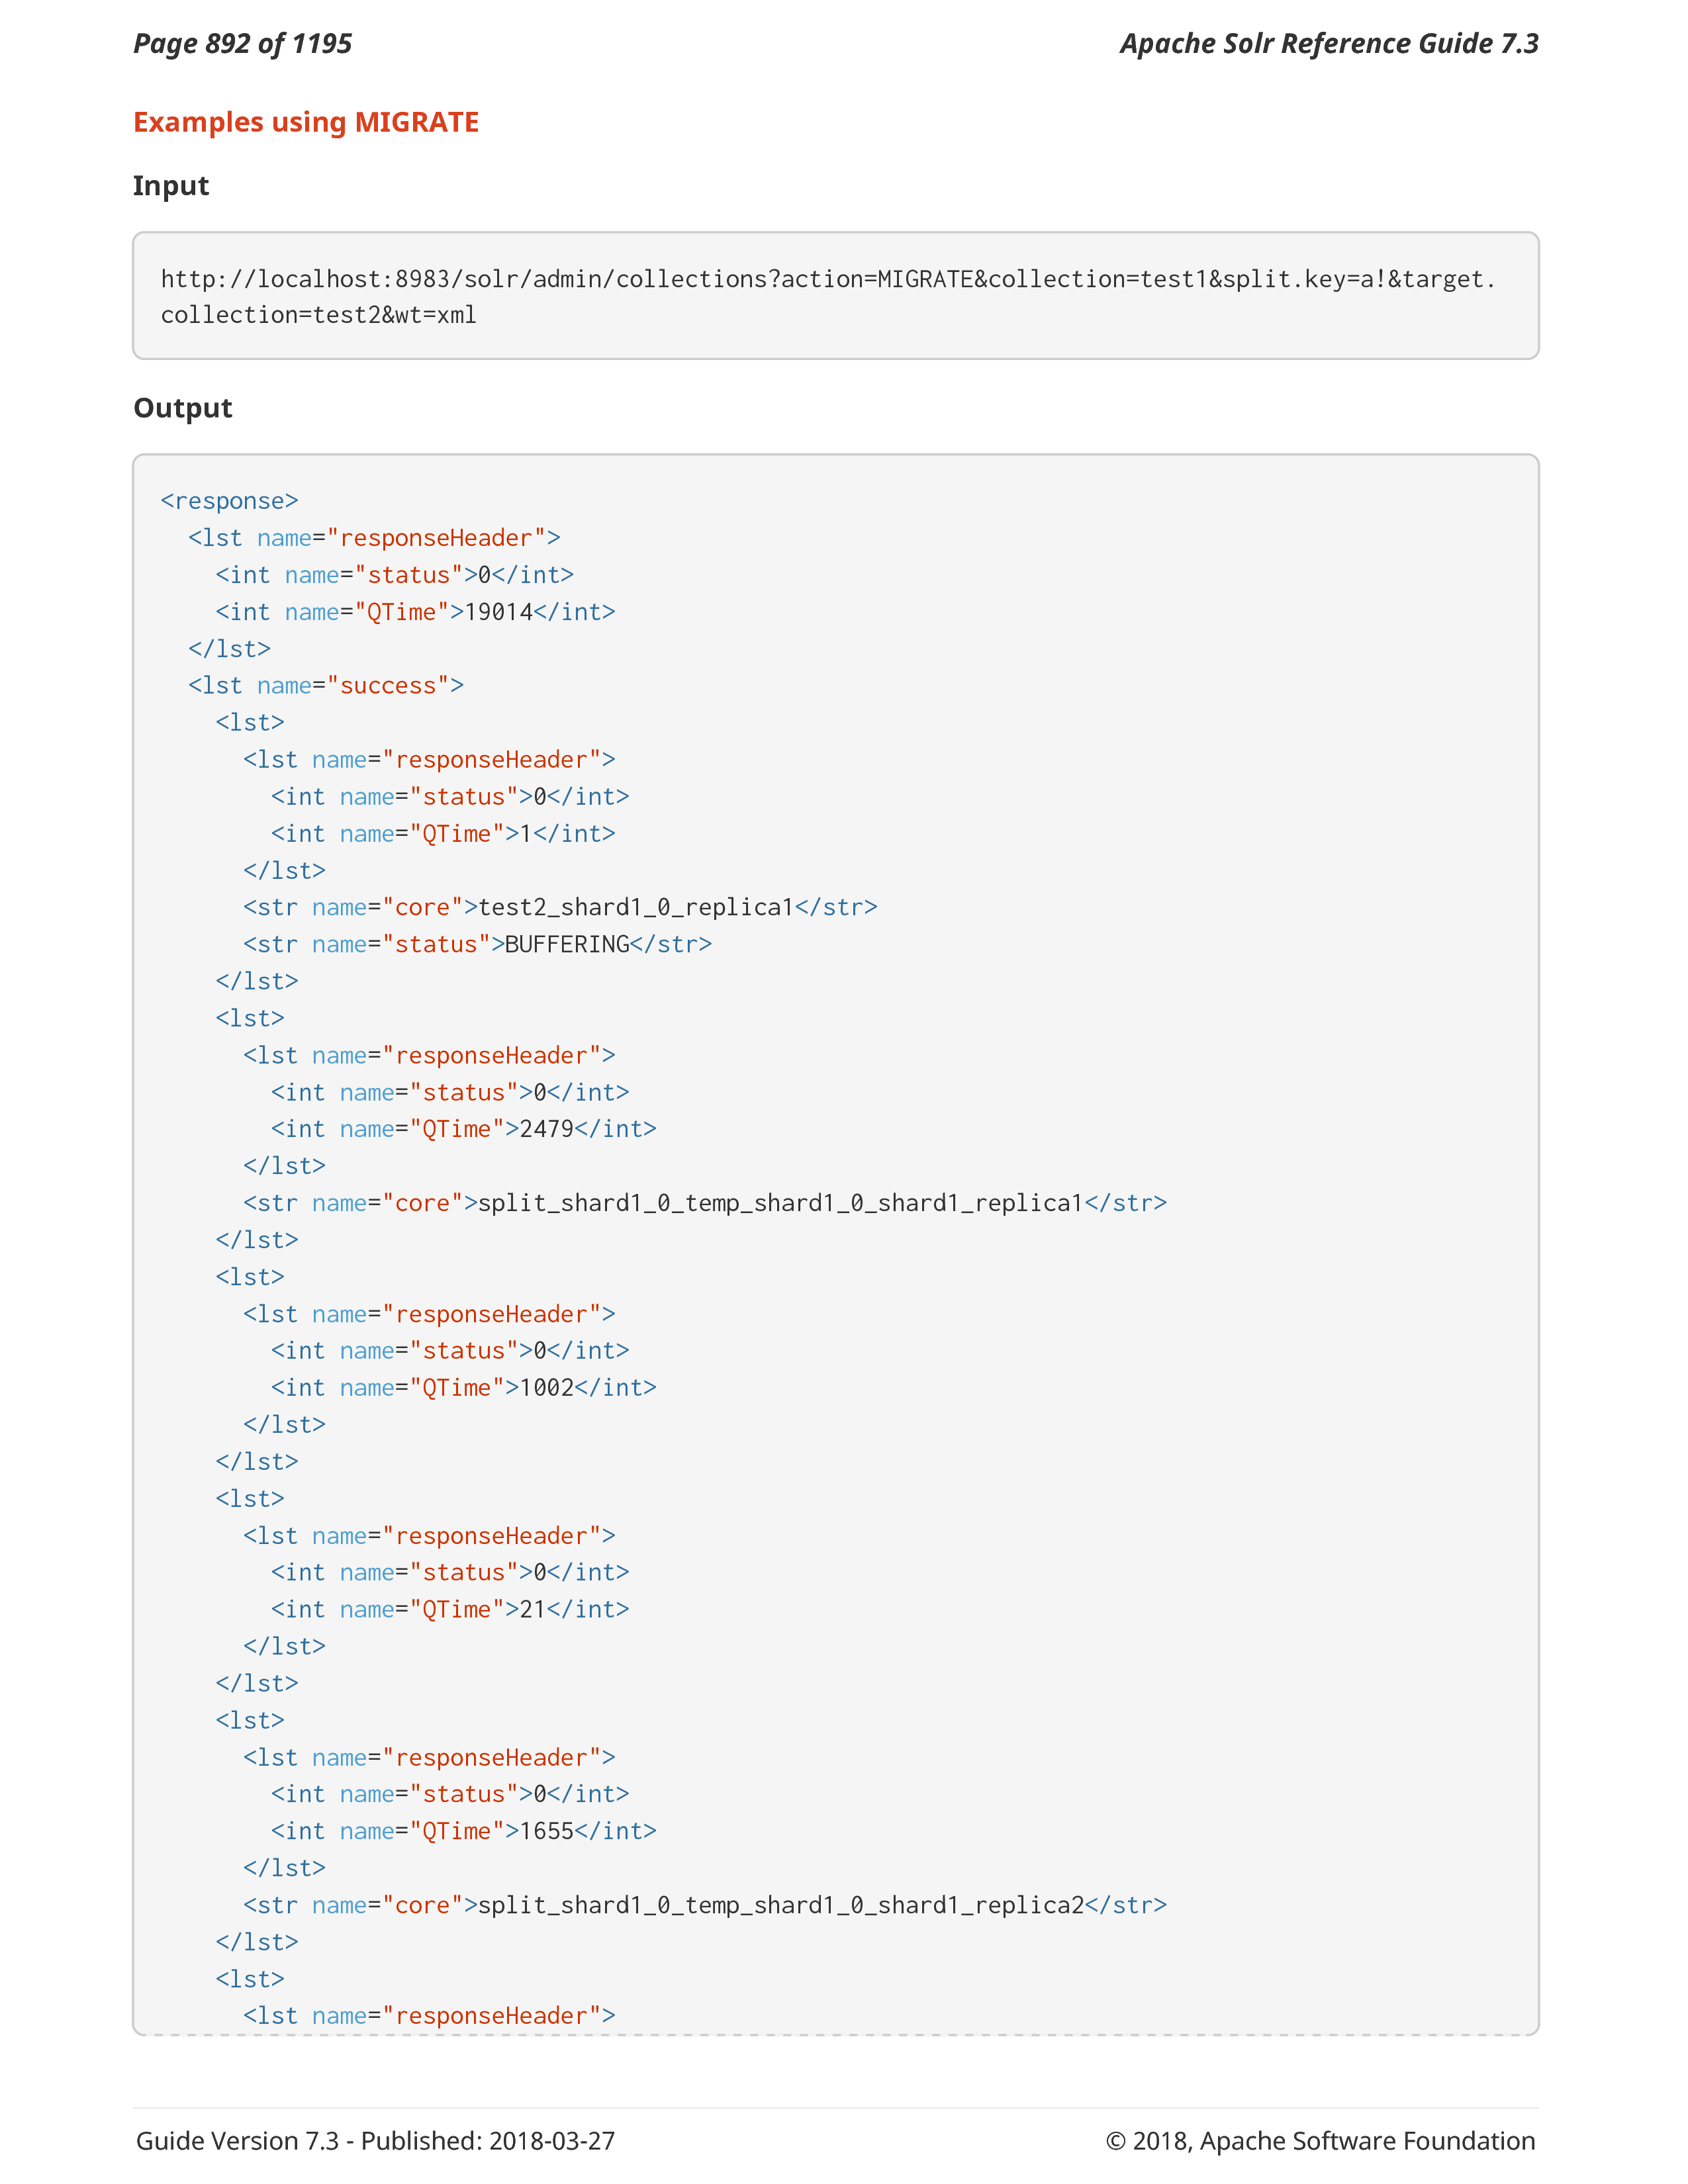 Page 892 of 1195
Apache Solr Reference Guide 7.3
Examples using MIGRATE
Input
http://localhost:8983/solr/admin/collections?action=MIGRATE&collection=test1&split.key=a!&target.
collection=test2&wt=xml
Output
<response>
  <lst name="responseHeader">
    <int name="status">0</int>
    <int name="QTime">19014</int>
  </lst>
  <lst name="success">
    <lst>
      <lst name="responseHeader">
        <int name="status">0</int>
        <int name="QTime">1</int>
      </lst>
      <str name="core">test2_shard1_0_replica1</str>
      <str name="status">BUFFERING</str>
    </lst>
    <lst>
      <lst name="responseHeader">
        <int name="status">0</int>
        <int name="QTime">2479</int>
      </lst>
      <str name="core">split_shard1_0_temp_shard1_0_shard1_replica1</str>
    </lst>
    <lst>
      <lst name="responseHeader">
        <int name="status">0</int>
        <int name="QTime">1002</int>
      </lst>
    </lst>
    <lst>
      <lst name="responseHeader">
        <int name="status">0</int>
        <int name="QTime">21</int>
      </lst>
    </lst>
    <lst>
      <lst name="responseHeader">
        <int name="status">0</int>
        <int name="QTime">1655</int>
      </lst>
      <str name="core">split_shard1_0_temp_shard1_0_shard1_replica2</str>
    </lst>
    <lst>
      <lst name="responseHeader">
Guide Version 7.3 - Published: 2018-03-27
© 2018, Apache Software Foundation